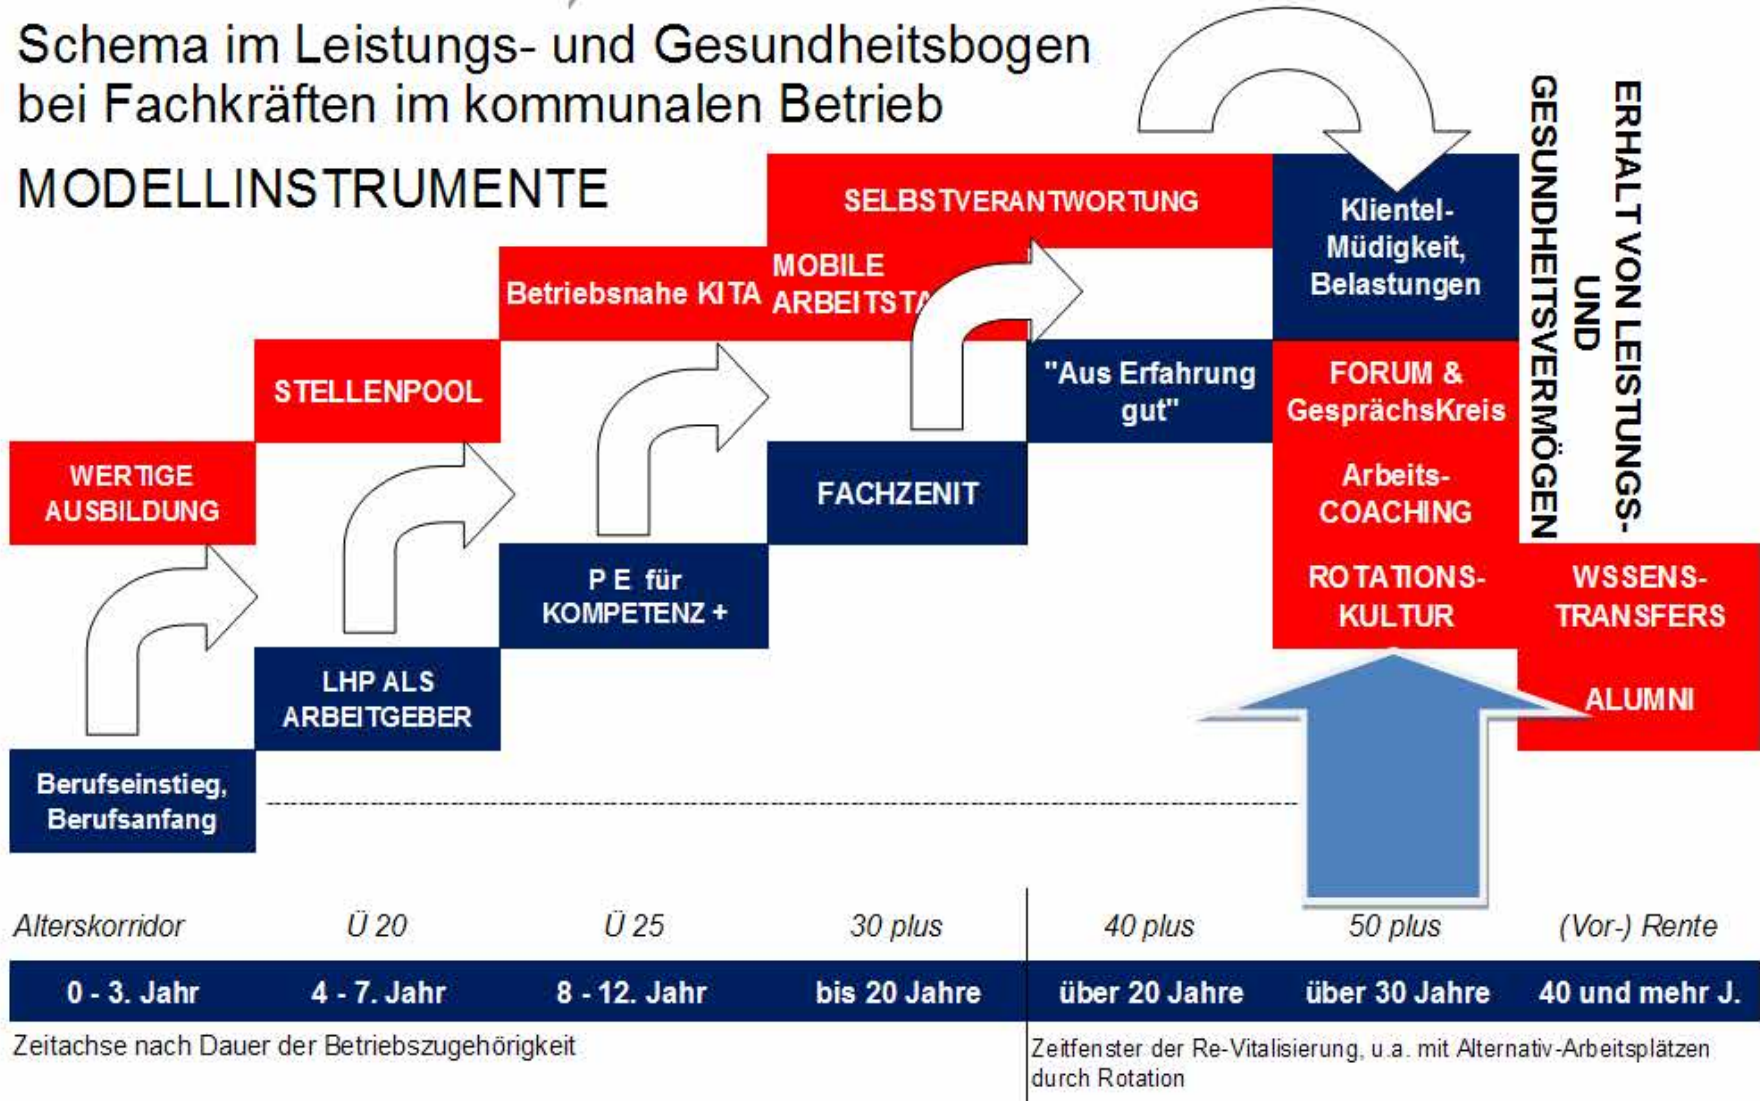 Schema im Leistungs- und Gesundheitsbogen
bei Fachkräften im kommunalen Betrieb
MODELLINSTRUMENTE
SELBSTVERANTWORTUNG
Klientel-
Müdigkeit,
Belastungen
ERHALT VON LEISTUNGS-
UND
GESUNDHEITSVERMÖGEN
Betriebsnahe KITA
MOBILE
ARBEITSTA
STELLENPOOL
"Aus Erfahrung
gut"
FORUM &
GesprächsKreis
WERTIGE
AUSBILDUNG
FACHZENIT
Arbeits-
COACHING
P E für
KOMPETENZ +
ROTATIONS-
KULTUR
WSSENS-
TRANSFERS
LHP ALS
ARBEITGEBER
ALUMNI
Berufseinstieg,
Berufsanfang
Alterskorridor Ü 20 Ü 25 30 plus 40 plus 50 plus (Vor-) Rente
0 - 3. Jahr 4 - 7. Jahr 8 - 12. Jahr bis 20 Jahre über 20 Jahre über 30 Jahre 40 und mehr J.
Zeitachse nach Dauer der Betriebszugehörigkeit
Zeitfenster der Re-Vitalisierung, u.a. mit Alternativ-Arbeitsplätzen
durch Rotation